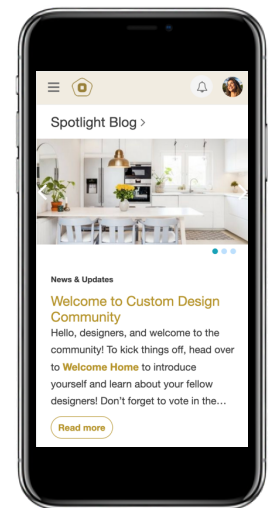 Spotlight Blog >
News & Updates
Welcome to Custom Design
Community
Hello, designers, and welcome to the
community! To kick things off, head over
to Welcome Home to introduce
yourself and learn about your fellow
designers! Don't forget to vote in the…
Read more